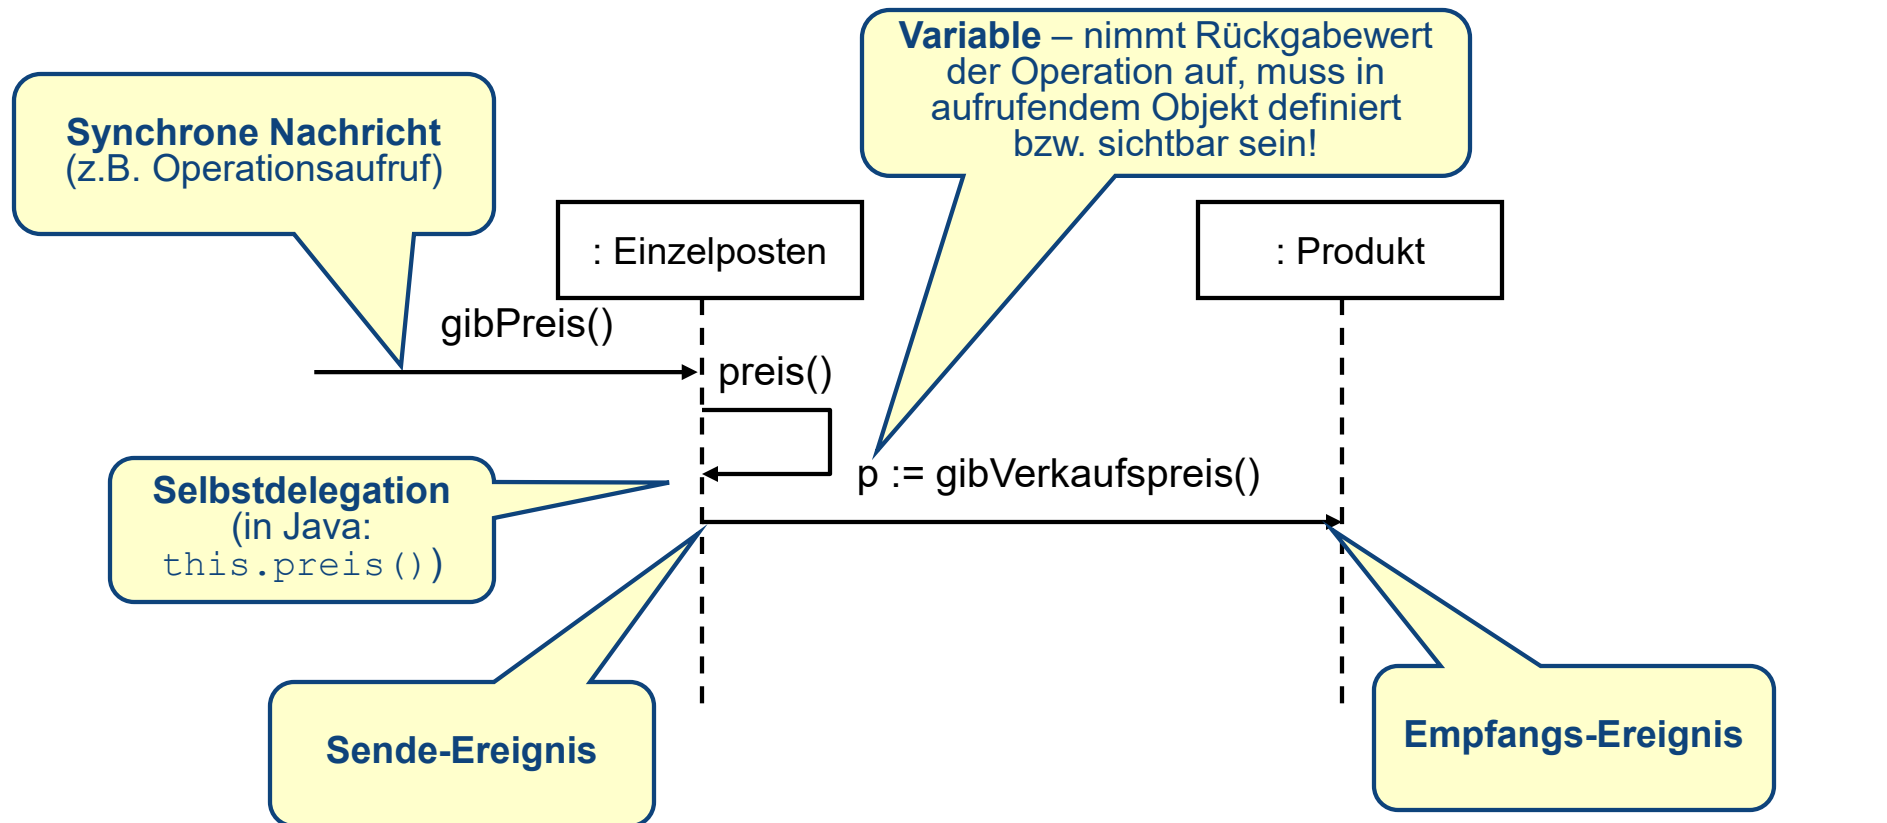 Variable – nimmt Rückgabewert
der Operation auf, muss in
aufrufendem Objekt definiert
bzw. sichtbar sein!
Synchrone Nachricht
(z.B. Operationsaufruf)
: Einzelposten
: Produkt
gibPreis()
preis()
p := gibVerkaufspreis()
Selbstdelegation
(in Java:
this.preis())
Sende-Ereignis
Empfangs-Ereignis